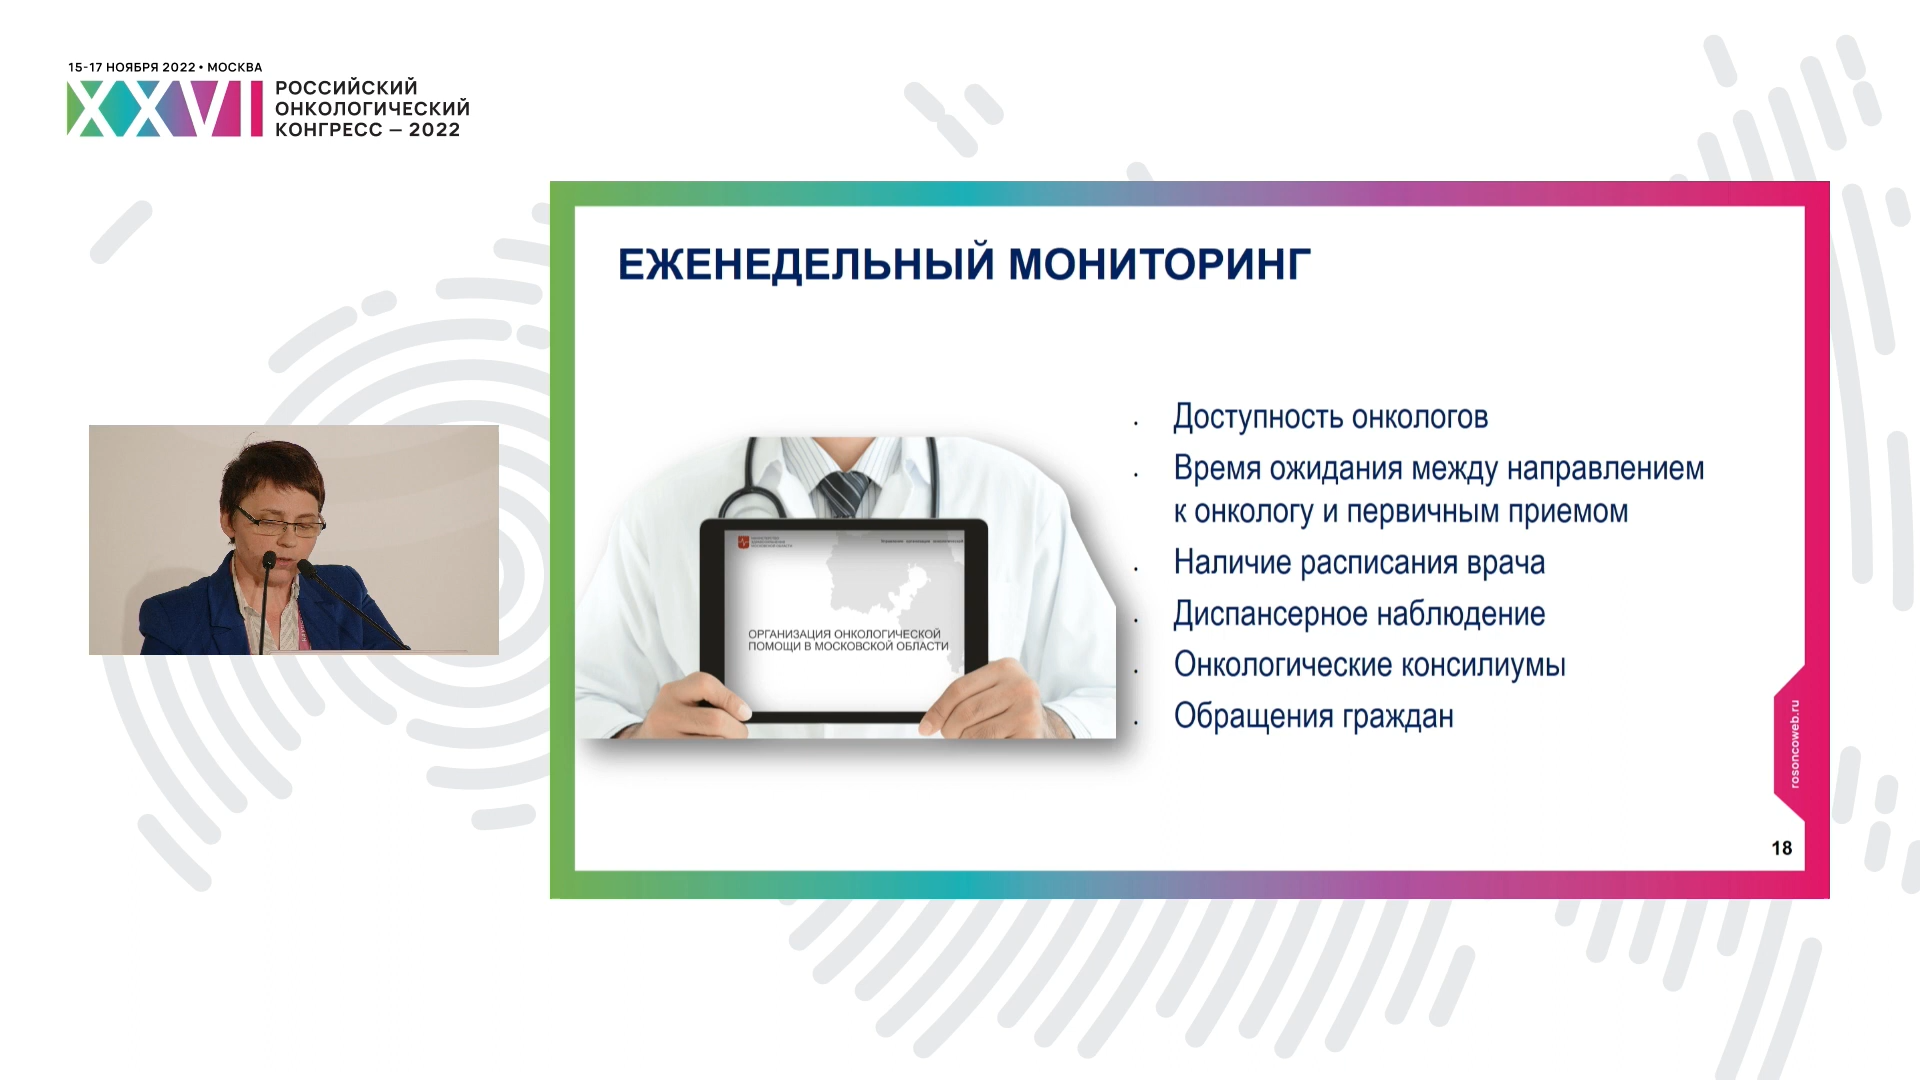 15-17 НОЯБРЯ 2022 • МОСКВА
XXVI
РОССИЙСКИЙ
ОНКОЛОГИЧЕСКИЙ
КОНГРЕСС – 2022
ЕЖЕНЕДЕЛЬНЫЙ МОНИТОРИНГ
ОРГАНИЗАЦИЯ ОНКОЛОГИЧЕСКОЙ
ПОМОЩИ В МОСКОВСКОЙ ОБЛАСТИ
Доступность онкологов
Время ожидания между направлением
к онкологу и первичным приемом
Наличие расписания врача
Диспансерное наблюдение
Онкологические консилиумы
Обращения граждан
rosoncoweb.ru
18